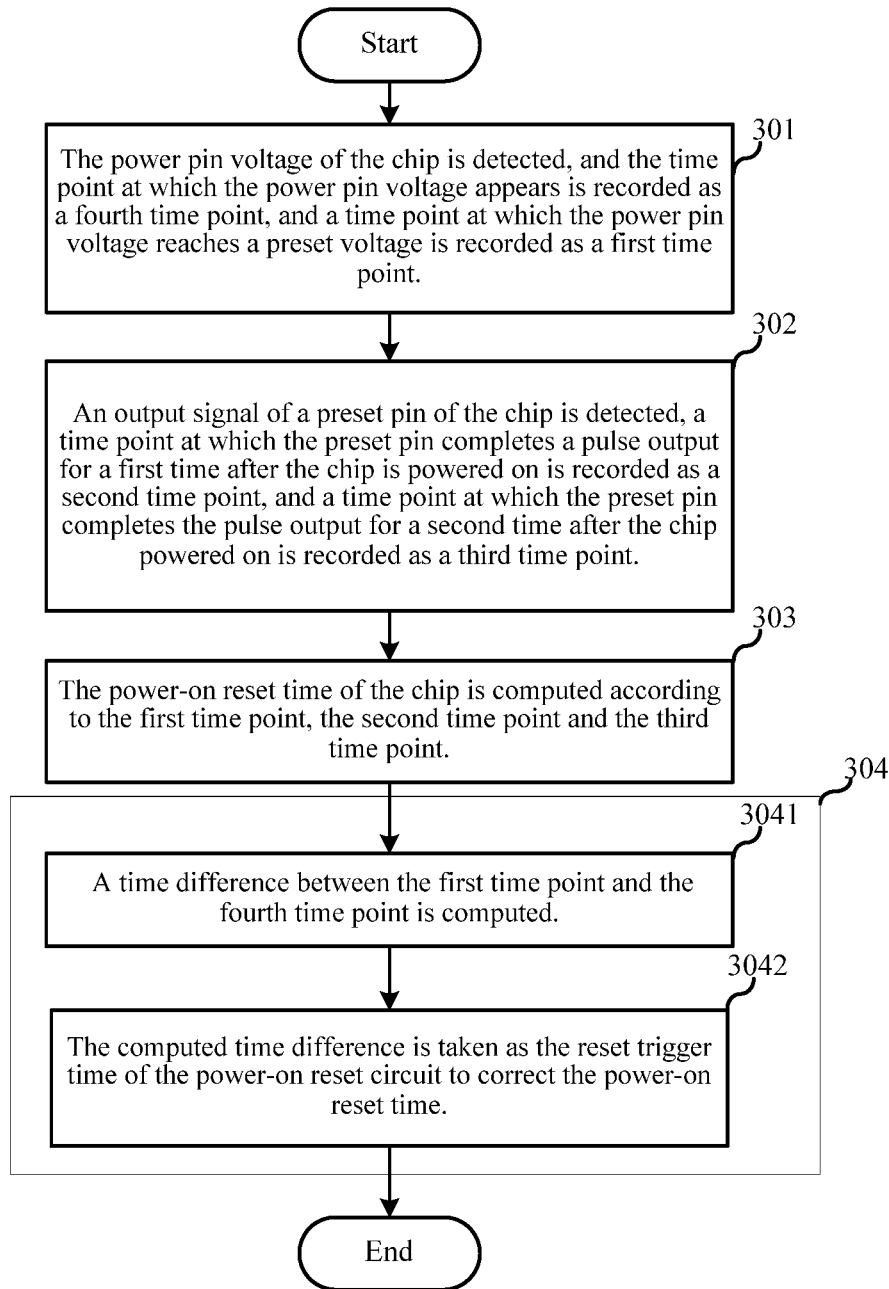 Start
301
The power pin voltage of the chip is detected, and the time
point at which the power pin voltage appears is recorded as
a fourth time point, and a time point at which the power pin
voltage reaches a preset voltage is recorded as a first time
point.
302
An output signal of a preset pin of the chip is detected, a
time point at which the preset pin completes a pulse output
for a first time after the chip is powered on is recorded as a
second time point, and a time point at which the preset pin
completes the pulse output for a second time after the chip
powered on is recorded as a third time point.
303
The power-on reset time of the chip is computed according
to the first time point, the second time point and the third
time point.
304
3041
A time difference between the first time point and the
fourth time point is computed.
3042
The computed time difference is taken as the reset trigger
time of the power-on reset circuit to correct the power-on
reset time.
End